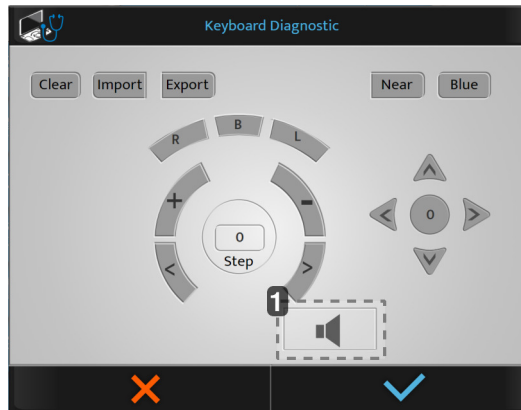 Keyboard Diagnostic
Clear Import Export Near Blue
R B L
+ -
0
Step
< >
0
1